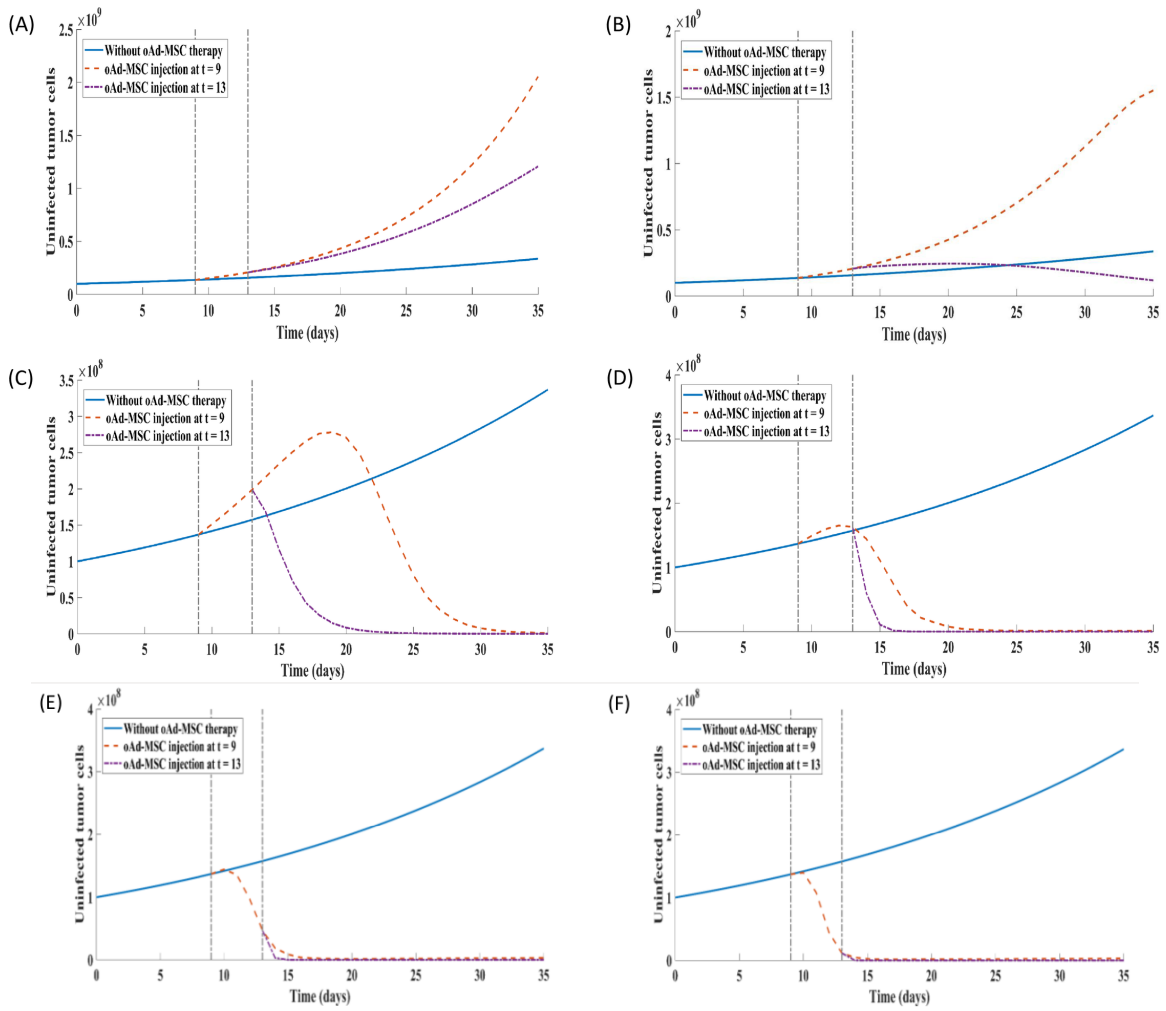 (A)
×10^9
2.5
2
1.5
1
0.5
0
Uninfected tumor cells
Without oAd-MSC therapy
oAd-MSC injection at t = 9
oAd-MSC injection at t = 13
0 5 10 15 20 25 30 35
Time (days)
(B)
×10^9
2
1.5
1
0.5
0
Uninfected tumor cells
Without oAd-MSC therapy
oAd-MSC injection at t = 9
oAd-MSC injection at t = 13
0 5 10 15 20 25 30 35
Time (days)
(C)
×10^8
3.5
3
2.5
2
1.5
1
0.5
0
Uninfected tumor cells
Without oAd-MSC therapy
oAd-MSC injection at t = 9
oAd-MSC injection at t = 13
0 5 10 15 20 25 30 35
Time (days)
(D)
×10^8
4
3
2
1
0
Uninfected tumor cells
Without oAd-MSC therapy
oAd-MSC injection at t = 9
oAd-MSC injection at t = 13
0 5 10 15 20 25 30 35
Time (days)
(E)
×10^8
4
3
2
1
0
Uninfected tumor cells
Without oAd-MSC therapy
oAd-MSC injection at t = 9
oAd-MSC injection at t = 13
0 5 10 15 20 25 30 35
Time (days)
(F)
×10^8
4
3
2
1
0
Uninfected tumor cells
Without oAd-MSC therapy
oAd-MSC injection at t = 9
oAd-MSC injection at t = 13
0 5 10 15 20 25 30 35
Time (days)